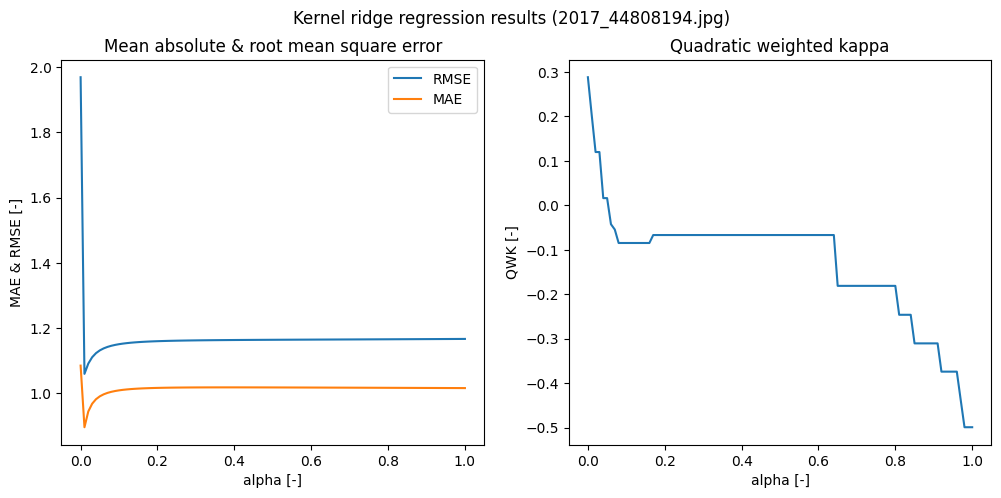 Kernel ridge regression results (2017_44808194.jpg)
Mean absolute & root mean square error
2.0
1.8
1.6
1.4
1.2
1.0
MAE & RMSE [-]
RMSE
MAE
0.0 0.2 0.4 0.6 0.8 1.0
alpha [-]
Quadratic weighted kappa
0.3
0.2
0.1
0.0
−0.1
−0.2
−0.3
−0.4
−0.5
QWK [-]
0.0 0.2 0.4 0.6 0.8 1.0
alpha [-]